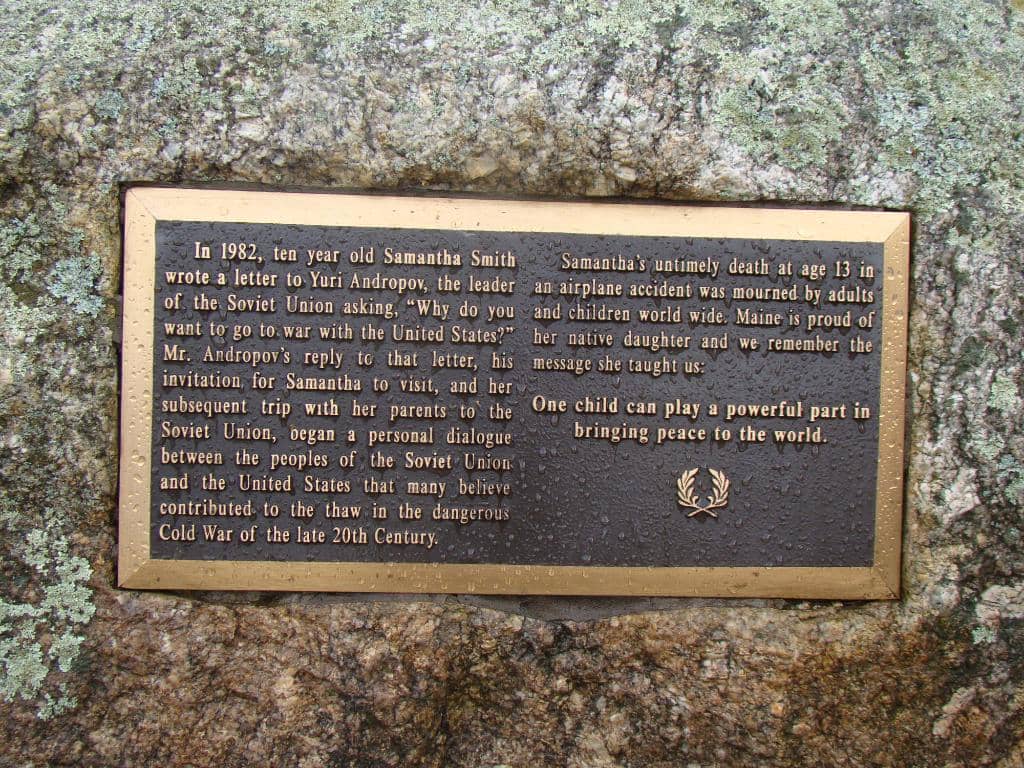 In 1982, ten year old Samantha Smith
wrote a letter to Yuri Andropov, the leader
of the Soviet Union asking, “Why do you
want to go to war with the United States?”
Mr. Andropov’s reply to that letter, his
invitation for Samantha to visit, and her
subsequent trip with her parents to the
Soviet Union, began a personal dialogue
between the peoples of the Soviet Union
and the United States that many believe
contributed to the thaw in the dangerous
Cold War of the late 20th Century.
Samantha’s untimely death at age 13 in
an airplane accident was mourned by adults
and children world wide. Maine is proud of
her native daughter and we remember the
message she taught us:
One child can play a powerful part in
bringing peace to the world.